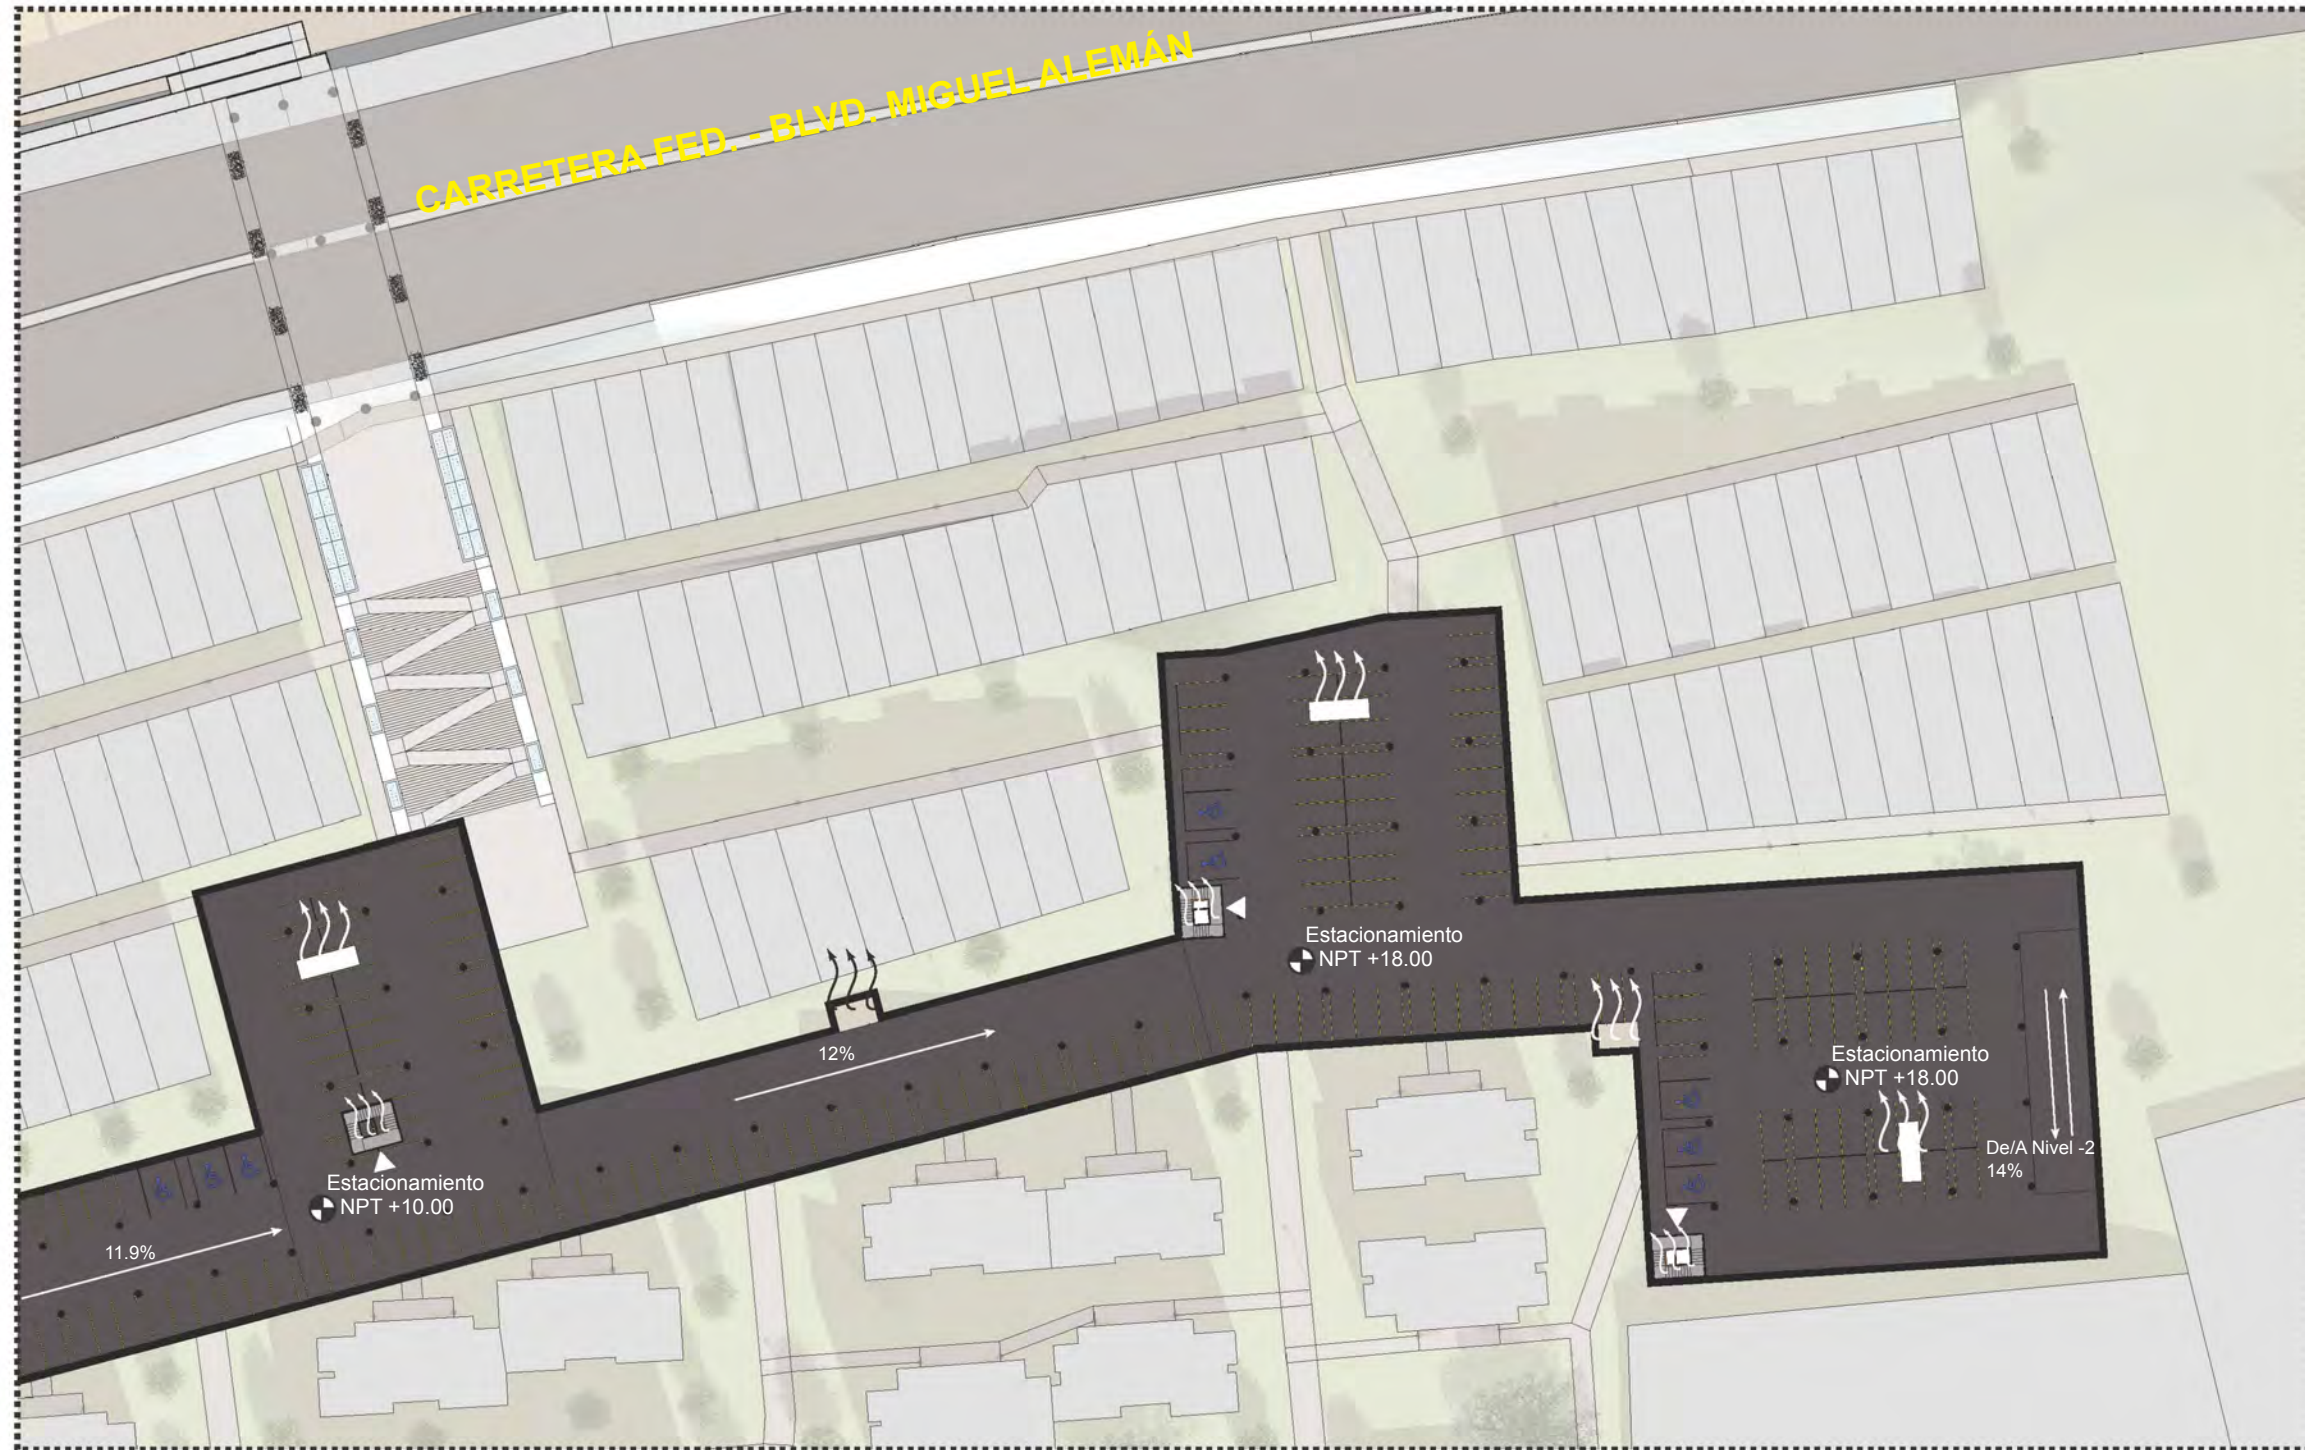 CARRETERA FED. - BLVD. MIGUEL ALEMÁN
Estacionamiento
NPT +18.00
12%
Estacionamiento
NPT +18.00
De/A Nivel -2
14%
Estacionamiento
NPT +10.00
11.9%